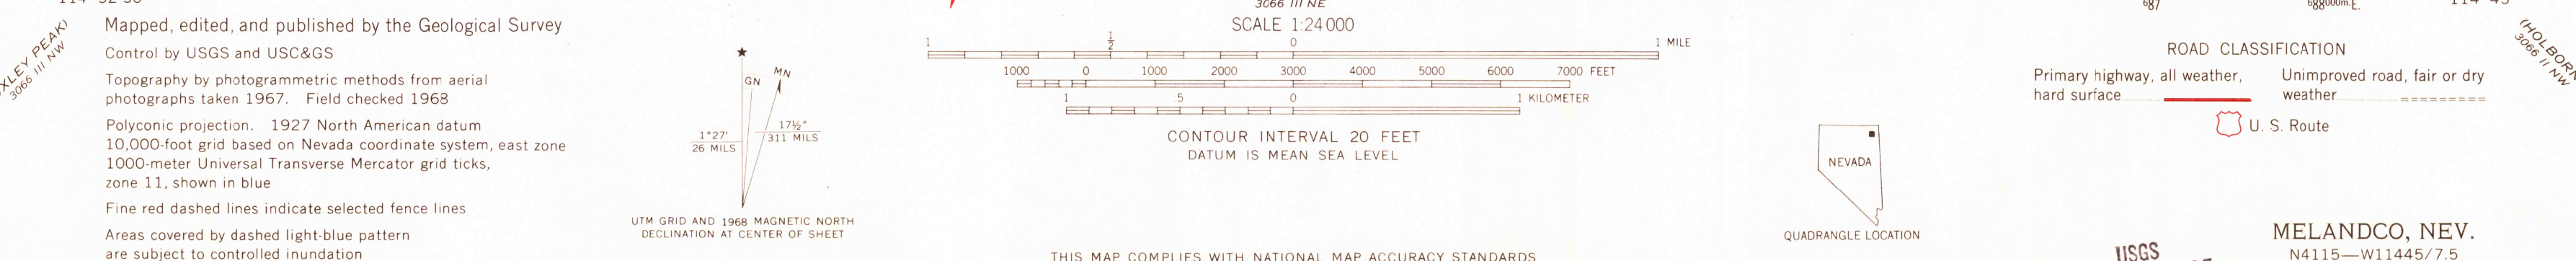 Mapped, edited, and published by the Geological Survey
Control by USGS and USC&GS
Topography by photogrammetric methods from aerial
photographs taken 1967. Field checked 1968
Polyconic projection. 1927 North American datum
10,000-foot grid based on Nevada coordinate system, east zone
1000-meter Universal Transverse Mercator grid ticks,
zone 11, shown in blue
Fine red dashed lines indicate selected fence lines
Areas covered by dashed light-blue pattern
are subject to controlled inundation
3066 III NW
GN
MN
1°27′
26 MILS
17½°
311 MILS
UTM GRID AND 1968 MAGNETIC NORTH
DECLINATION AT CENTER OF SHEET
3066 III NE
SCALE 1:24 000
1 ½ 0 1 MILE
1000 0 1000 2000 3000 4000 5000 6000 7000 FEET
1 .5 0 1 KILOMETER
CONTOUR INTERVAL 20 FEET
DATUM IS MEAN SEA LEVEL
THIS MAP COMPLIES WITH NATIONAL MAP ACCURACY STANDARDS
NEVADA
QUADRANGLE LOCATION
687
688000m.E.
ROAD CLASSIFICATION
Primary highway, all weather,
hard surface
Unimproved road, fair or dry
weather
U. S. Route
3066 II NW
MELANDCO, NEV.
N4115—W11445/7.5
USGS